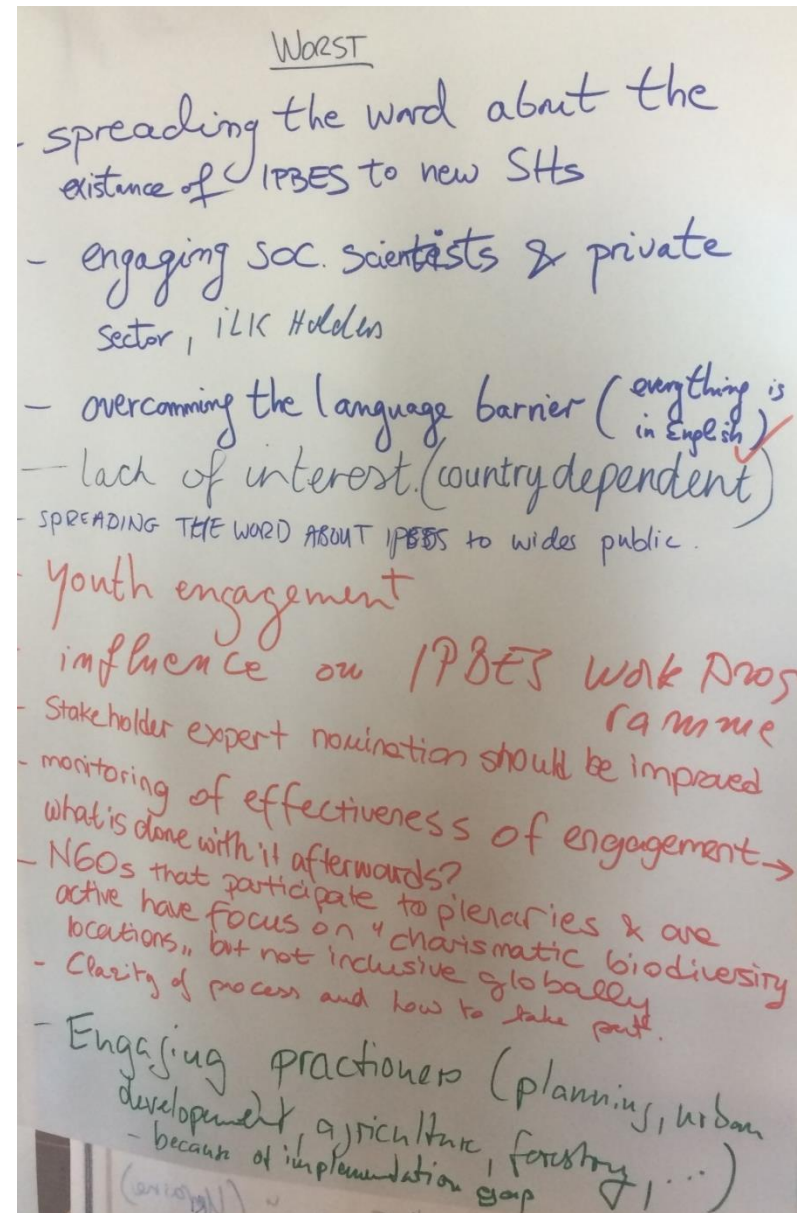 WORST
- spreading the word about the
existance of IPBES to new SHs
- engaging soc. scientists & private
sector, iLK Holders
- overcomming the language barrier (everything is
in English)
- lack of interest. (country dependent)
- SPREADING THE WORD ABOUT IPBES to wides public.
- Youth engagement
- influence on IPBES work prog
ramme
- Stakeholder expert nomination should be improved
- monitoring of effectiveness of engagement →
what is done with it afterwards?
- NGOs that participate to plenaries & are
active have focus on "charismatic biodiversity
locations„ but not inclusive globally
- Clarity of process and how to take part.
- Engaging practioners (planning, urban
development, agriculture, forestry, ...)
- because of implementation gap